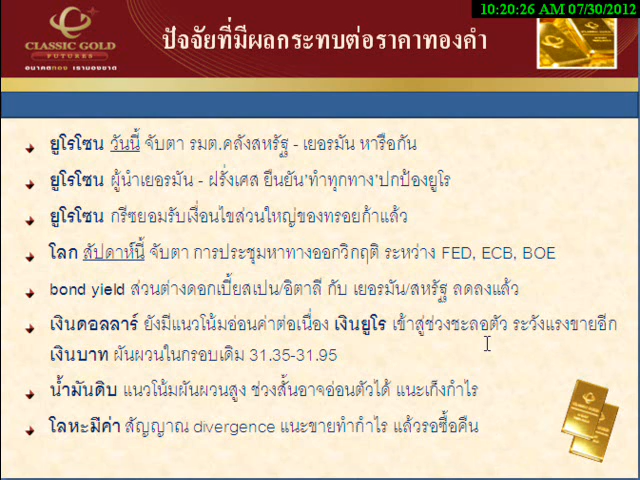 10:20:26 AM 07/30/2012
CLASSIC GOLD
FUTURES
อนาคตทอง เรามองขาด
ปัจจัยที่มีผลกระทบต่อราคาทองคำ
ยูโรโซน วันนี้ จับตา รมต.คลังสหรัฐ - เยอรมัน หารือกัน
ยูโรโซน ผู้นำเยอรมัน - ฝรั่งเศส ยืนยัน'ทำทุกทาง'ปกป้องยูโร
ยูโรโซน กรีซยอมรับเงื่อนไขส่วนใหญ่ของทรอยก้าแล้ว
โลก สัปดาห์นี้ จับตา การประชุมหาทางออกวิกฤติ ระหว่าง FED, ECB, BOE
bond yield ส่วนต่างดอกเบี้ยสเปน/อิตาลี กับ เยอรมัน/สหรัฐ ลดลงแล้ว
เงินดอลลาร์ ยังมีแนวโน้มอ่อนค่าต่อเนื่อง เงินยูโร เข้าสู่ช่วงชะลอตัว ระวังแรงขายอีก
เงินบาท ผันผวนในกรอบเดิม 31.35-31.95
น้ำมันดิบ แนวโน้มผันผวนสูง ช่วงสั้นอาจอ่อนตัวได้ แนะเก็งกำไร
โลหะมีค่า สัญญาณ divergence แนะขายทำกำไร แล้วรอซื้อคืน